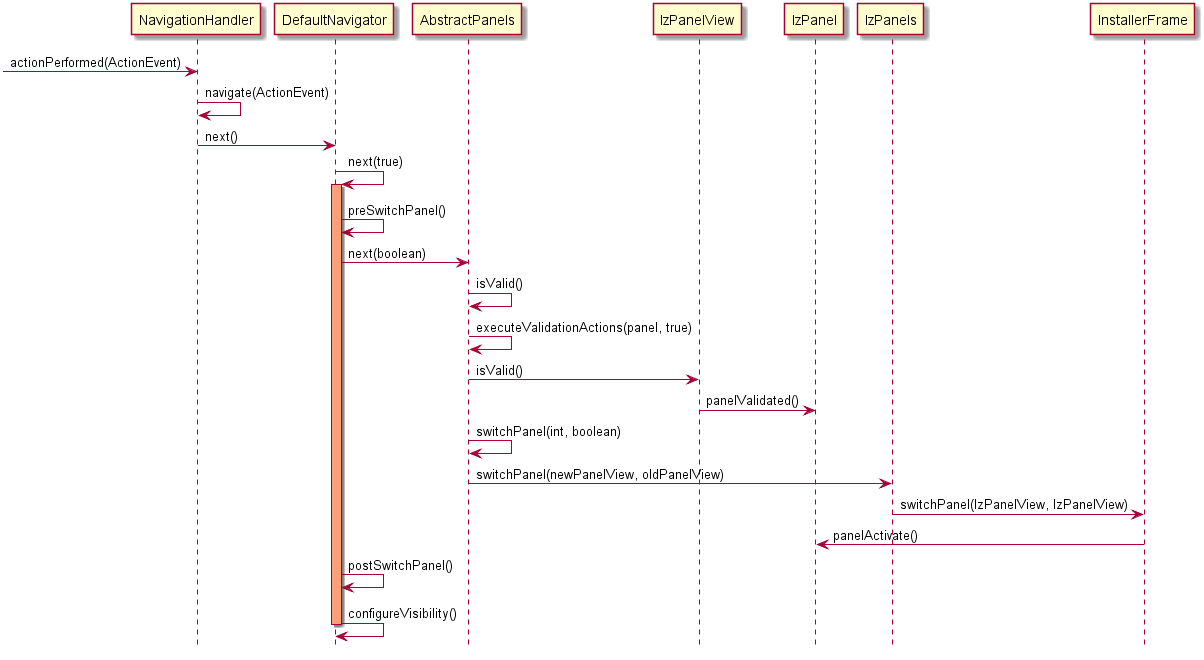 NavigationHandler DefaultNavigator AbstractPanels IzPanelView IzPanel IzPanels InstallerFrame
actionPerformed(ActionEvent)
navigate(ActionEvent)
next()
next(true)
preSwitchPanel()
next(boolean)
isValid()
executeValidationActions(panel, true)
isValid()
panelValidated()
switchPanel(int, boolean)
switchPanel(newPanelView, oldPanelView)
switchPanel(IzPanelView, IzPanelView)
panelActivate()
postSwitchPanel()
configureVisibility()